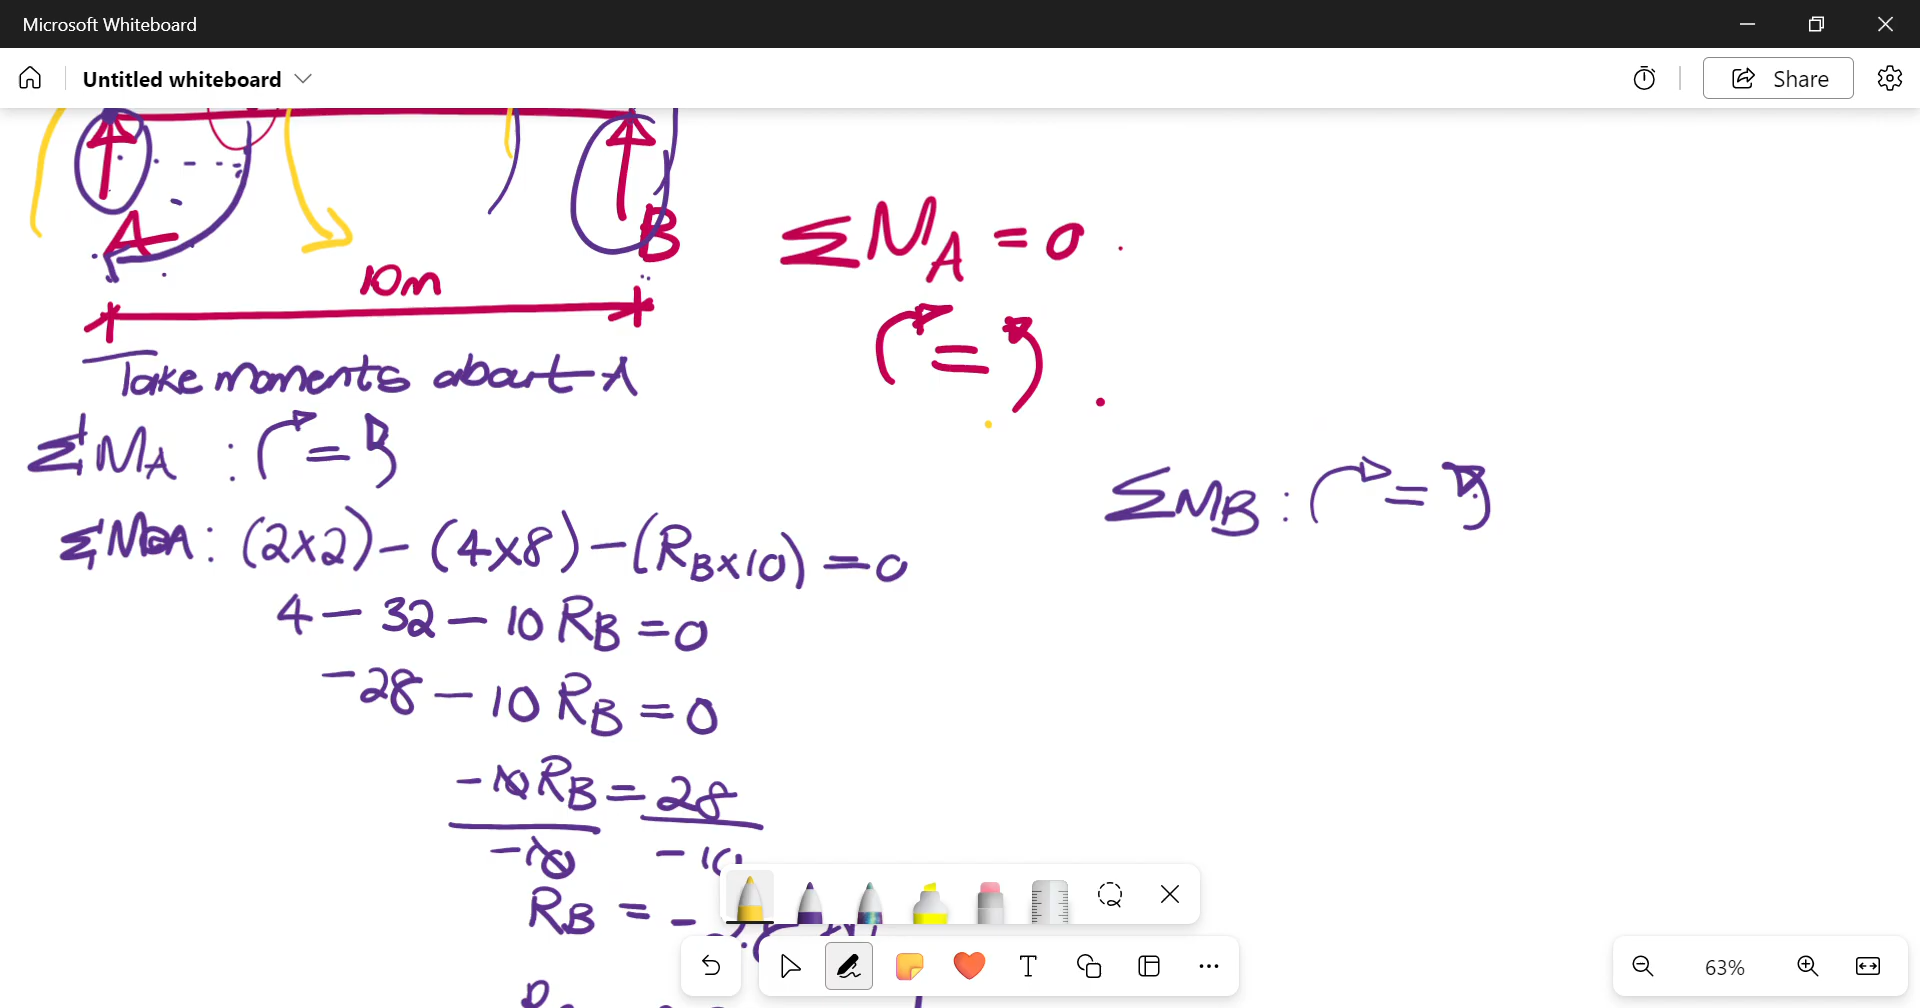 Microsoft Whiteboard
Untitled whiteboard
Share
A
B
10m
ΣMA = 0
=
Take moments about A
ΣMA : =
ΣMB : =
ΣMA : (2x2) - (4x8) - (RBx10) = 0
4 - 32 - 10 RB = 0
-28 - 10 RB = 0
-10 RB = 28
-10 -10
RB = -
T
63%